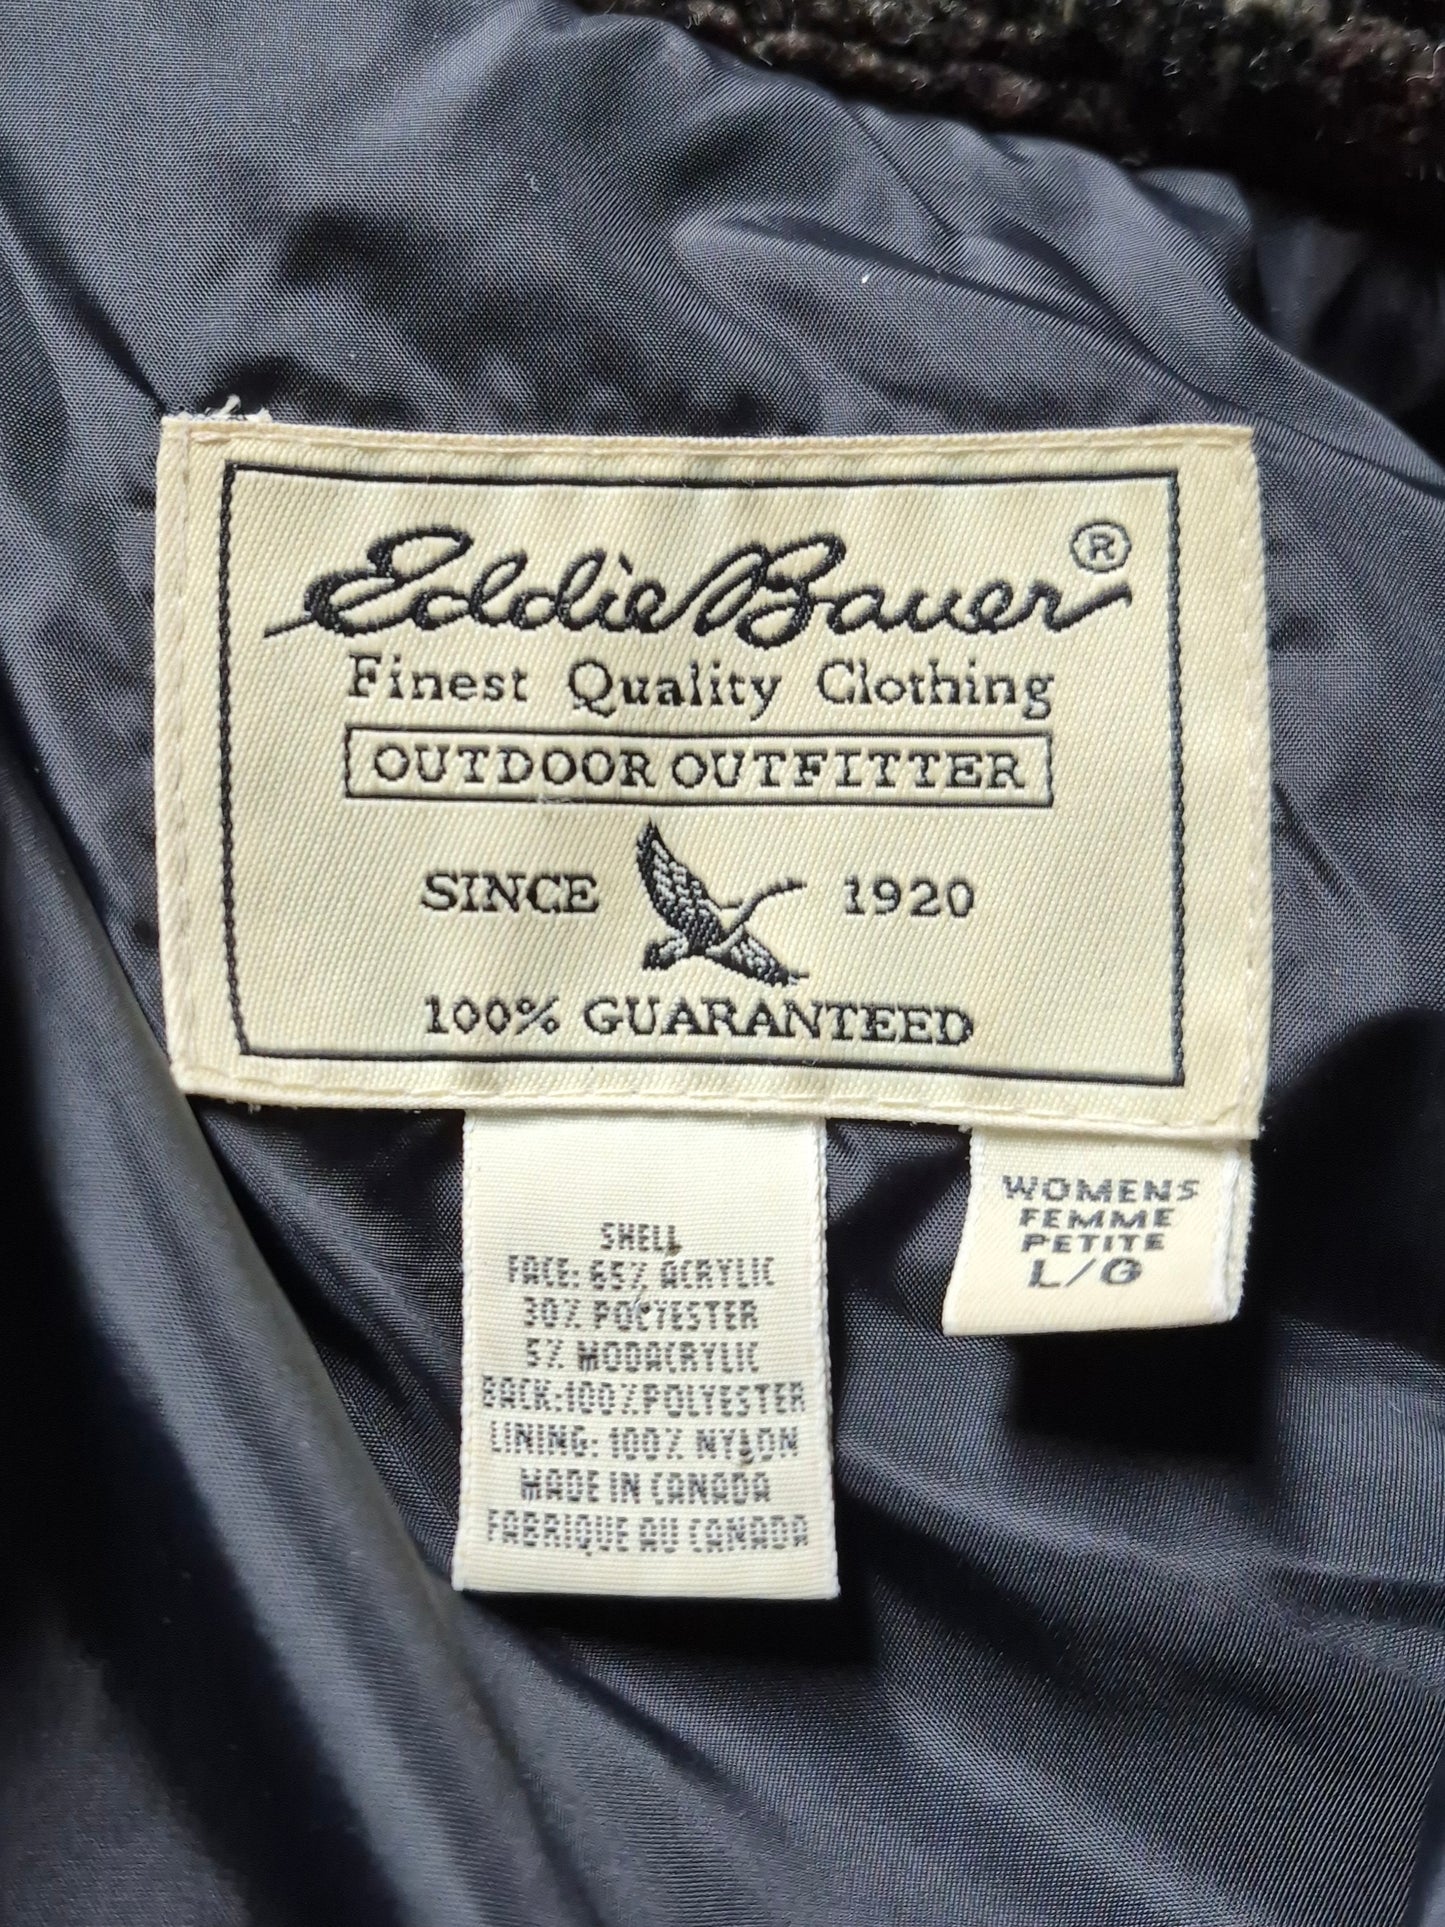 Eddie Bauer ®
Finest Quality Clothing
OUTDOOR OUTFITTER
SINCE 1920
100% GUARANTEED
SHELL
FACE: 65% ACRYLIC
30% POLYESTER
5% MODACRYLIC
BACK: 100% POLYESTER
LINING: 100% NYLON
MADE IN CANADA
FABRIQUE AU CANADA
WOMENS
FEMME
PETITE
L/G